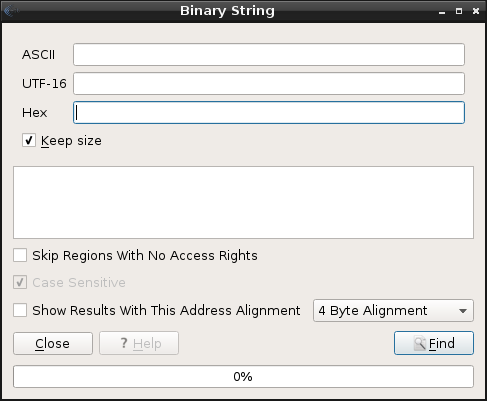 Binary String
ASCII
UTF-16
Hex
Keep size
Skip Regions With No Access Rights
Case Sensitive
Show Results With This Address Alignment 4 Byte Alignment
Close ? Help Find
0%